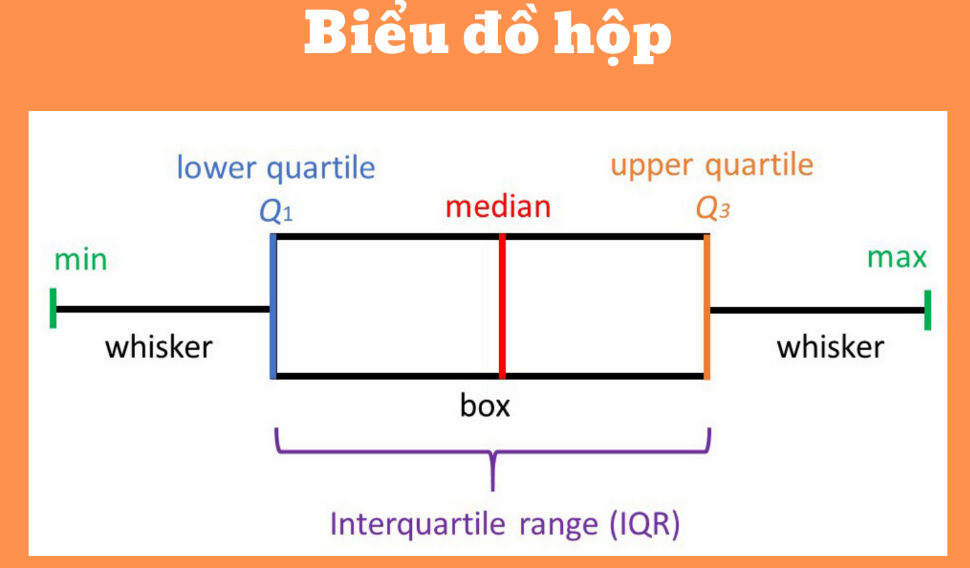 Biểu đồ hộp
lower quartile
Q1
median
upper quartile
Q3
min
max
whisker
whisker
box
Interquartile range (IQR)